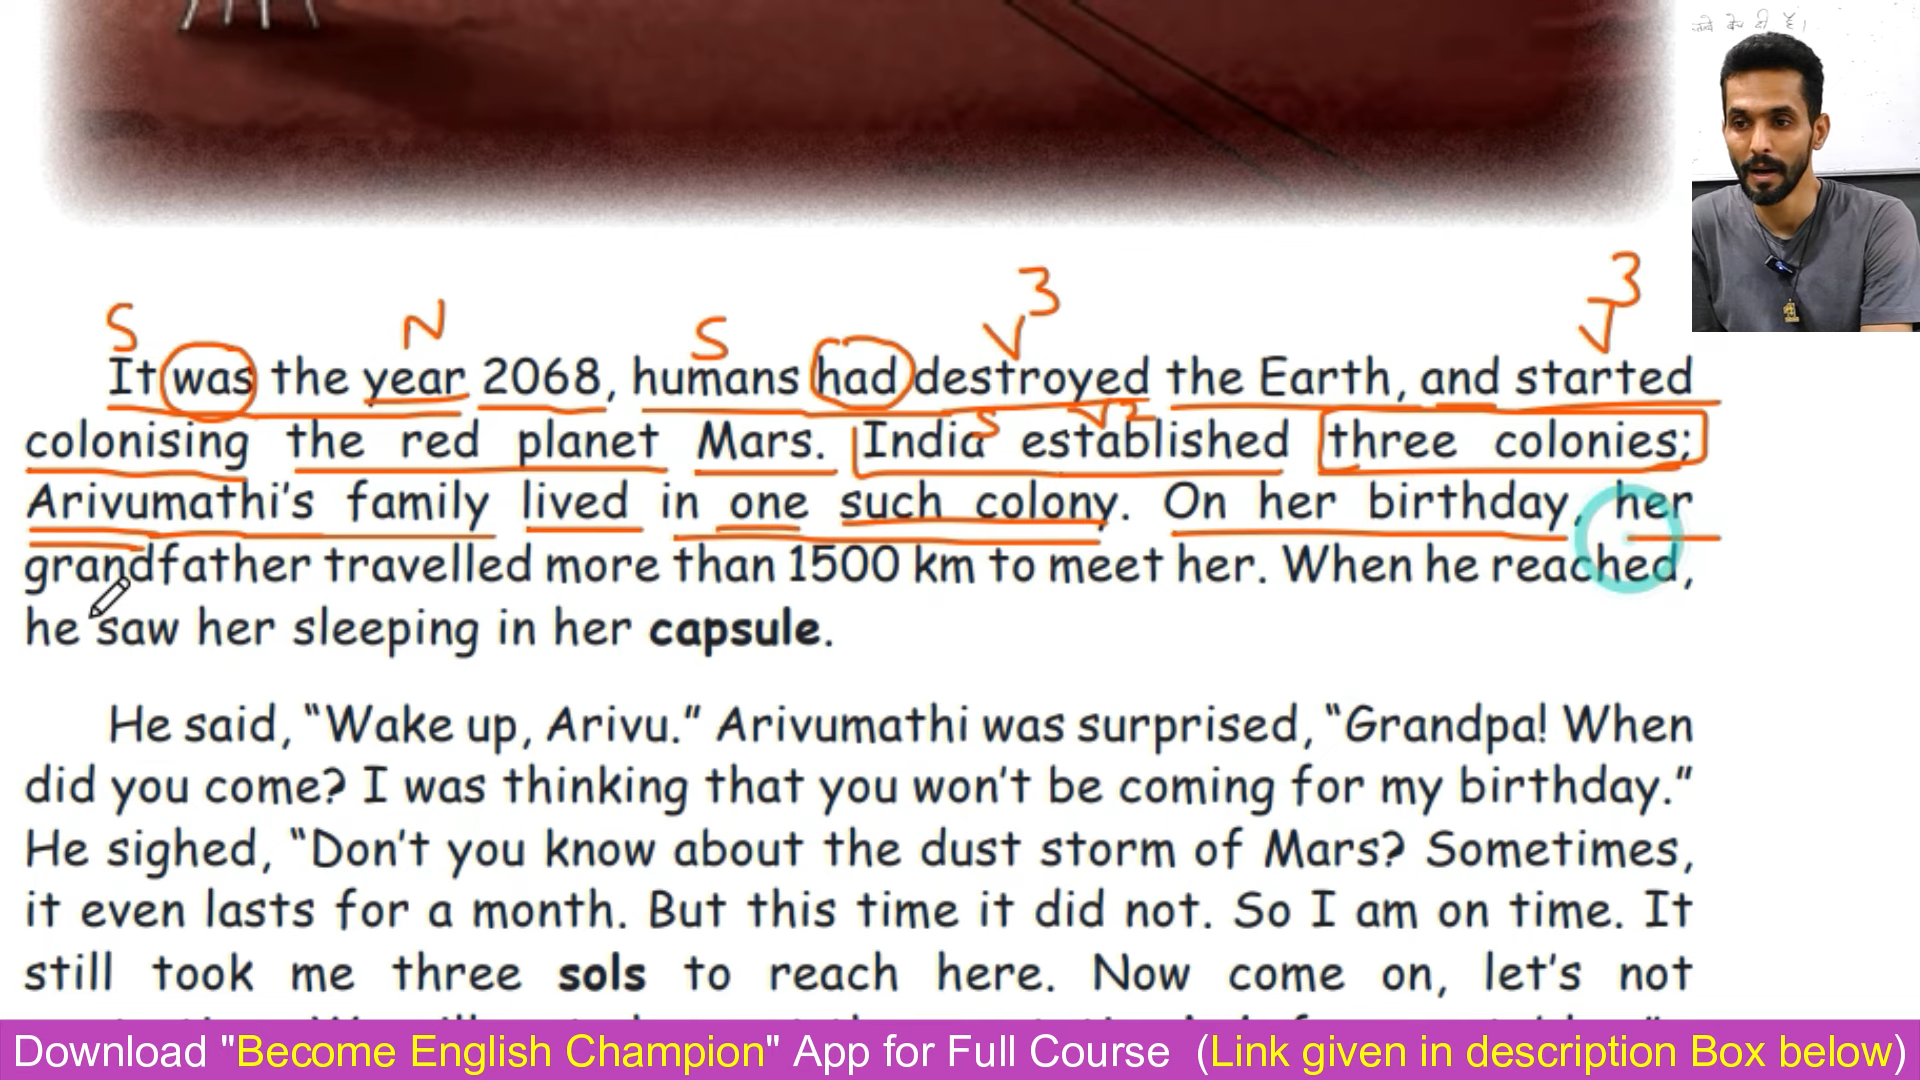 S N S V3 V3
It was the year 2068, humans had destroyed the Earth, and started
S V2
colonising the red planet Mars. India established three colonies;
Arivumathi's family lived in one such colony. On her birthday, her
grandfather travelled more than 1500 km to meet her. When he reached,
he saw her sleeping in her capsule.
He said, "Wake up, Arivu." Arivumathi was surprised, "Grandpa! When
did you come? I was thinking that you won't be coming for my birthday."
He sighed, "Don't you know about the dust storm of Mars? Sometimes,
it even lasts for a month. But this time it did not. So I am on time. It
still took me three sols to reach here. Now come on, let's not
Download "Become English Champion" App for Full Course (Link given in description Box below)